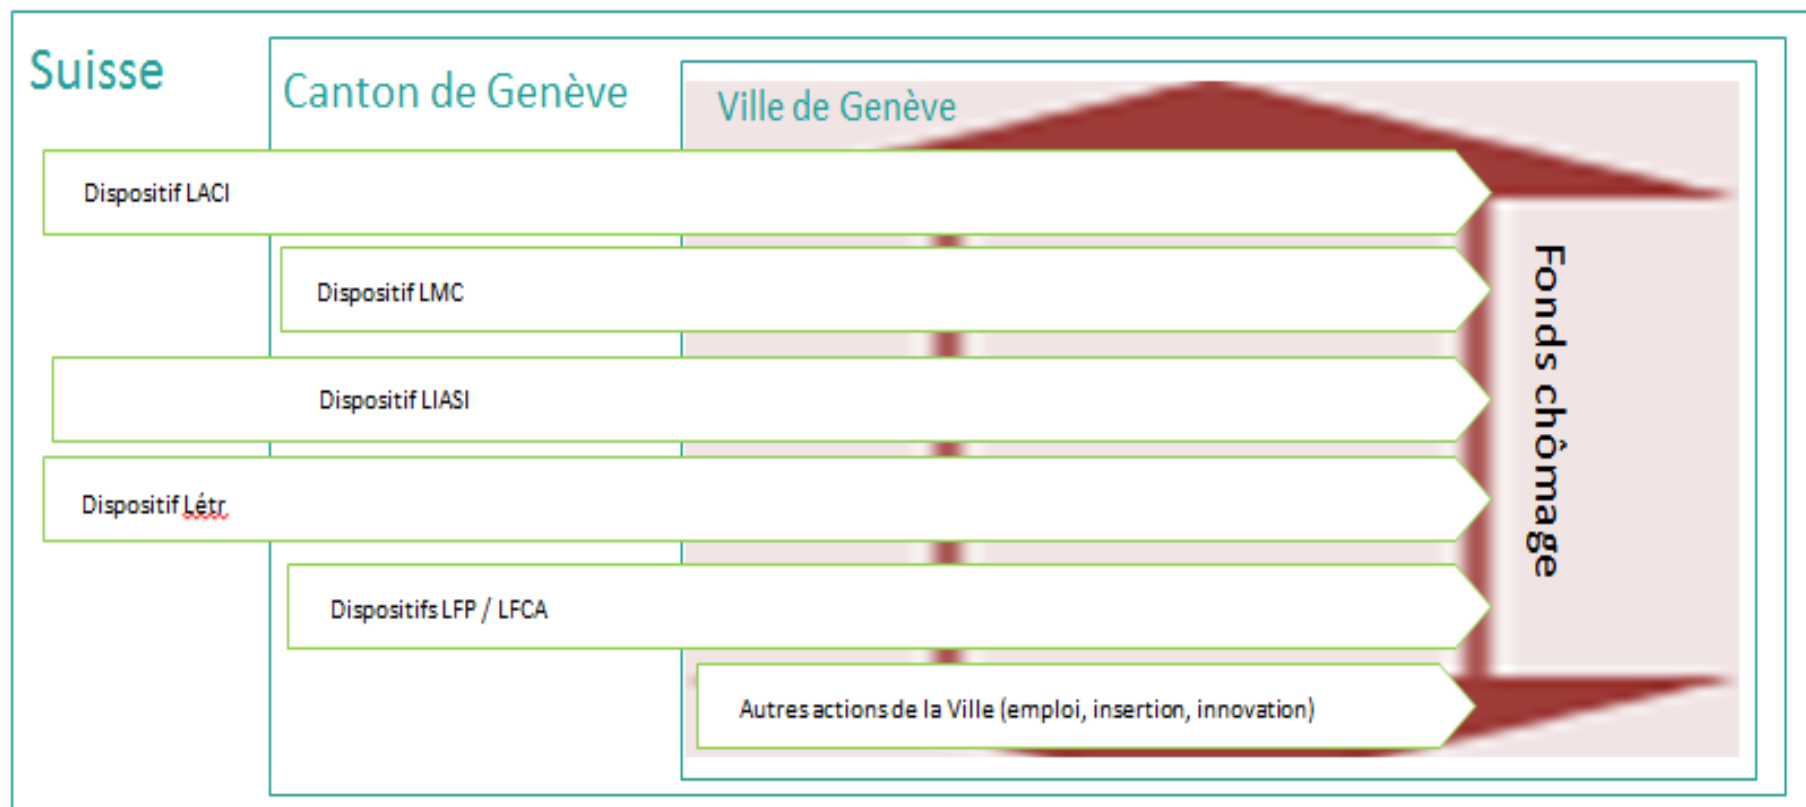 Suisse
Canton de Genève
Ville de Genève
Dispositif LACI
Dispositif LMC
Dispositif LIASI
Dispositif Létr
Dispositifs LFP / LFCA
Autres actions de la Ville (emploi, insertion, innovation)
Fonds chômage